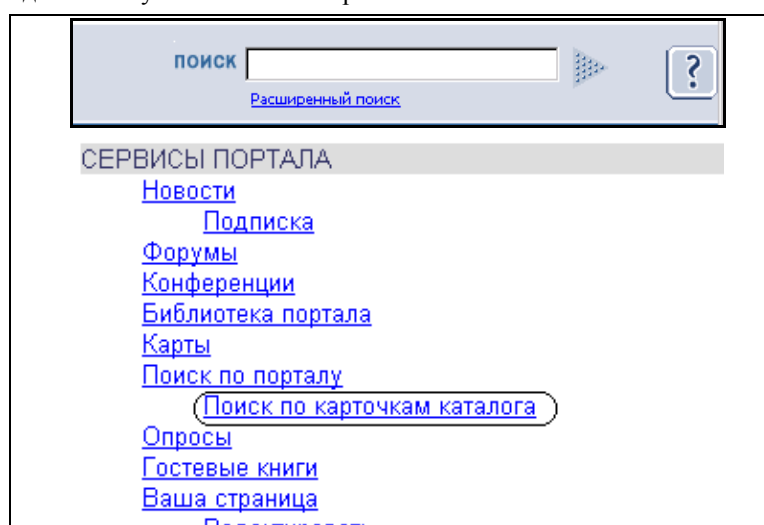 ПОИСК
?
Расширенный поиск
СЕРВИСЫ ПОРТАЛА
Новости
Подписка
Форумы
Конференции
Библиотека портала
Карты
Поиск по порталу
Поиск по карточкам каталога
Опросы
Гостевые книги
Ваша страница